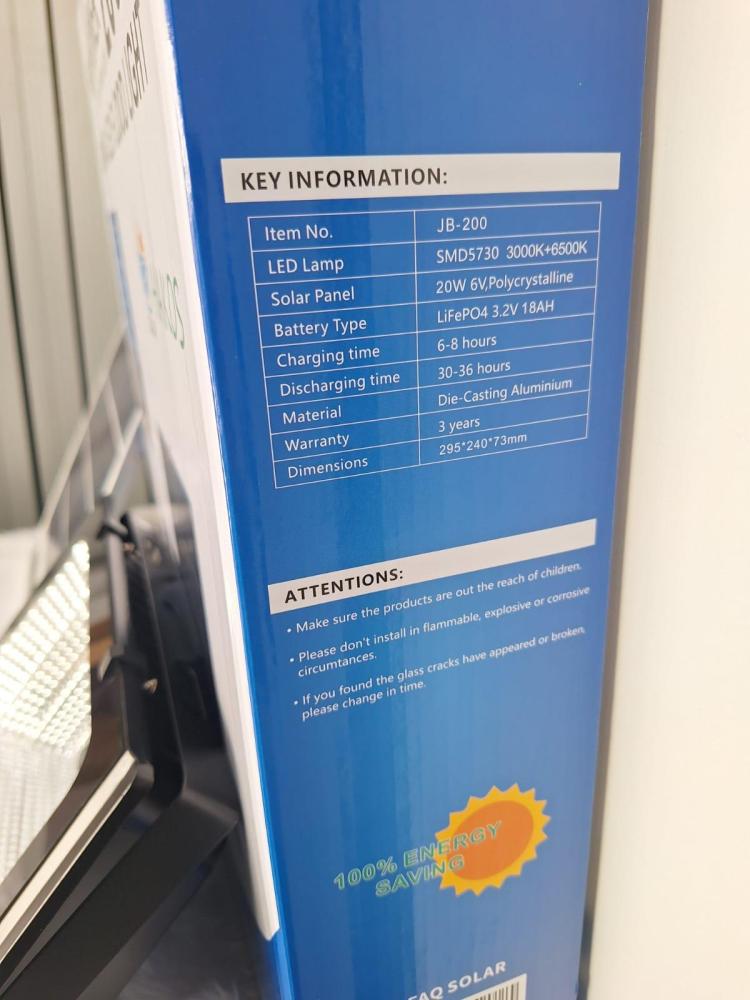 LIGHT
KEY INFORMATION:
Item No. JB-200
LED Lamp SMD5730 3000K+6500K
Solar Panel 20W 6V,Polycrystalline
Battery Type LiFePO4 3.2V 18AH
Charging time 6-8 hours
Discharging time 30-36 hours
Material Die-Casting Aluminium
Warranty 3 years
Dimensions 295*240*73mm
ATTENTIONS:
• Make sure the products are out the reach of children.
• Please don't install in flammable, explosive or corrosive
circumtances.
• If you found the glass cracks have appeared or broken,
please change in time.
100% ENERGY
SAVING
SOLAR